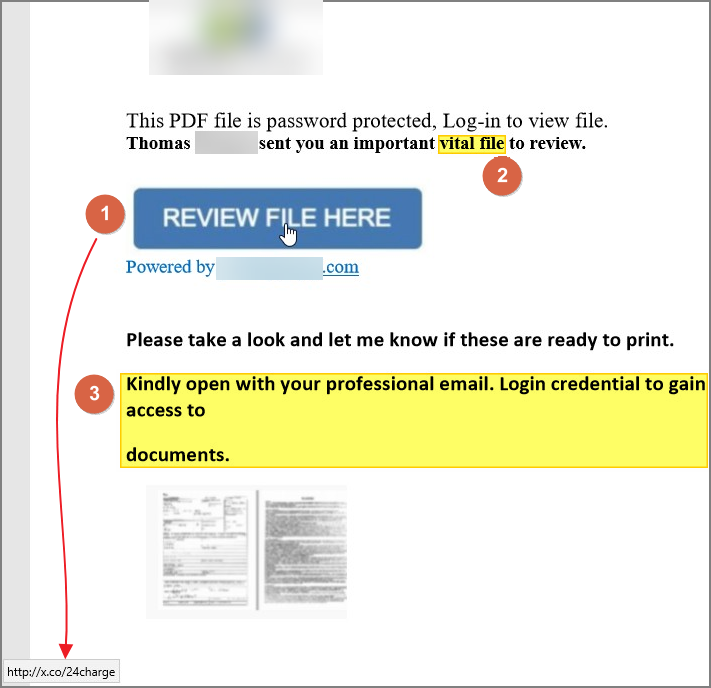 This PDF file is password protected, Log-in to view file.
Thomas sent you an important vital file to review.
2
1
REVIEW FILE HERE
Powered by .com
Please take a look and let me know if these are ready to print.
3
Kindly open with your professional email. Login credential to gain
access to
documents.
http://x.co/24charge